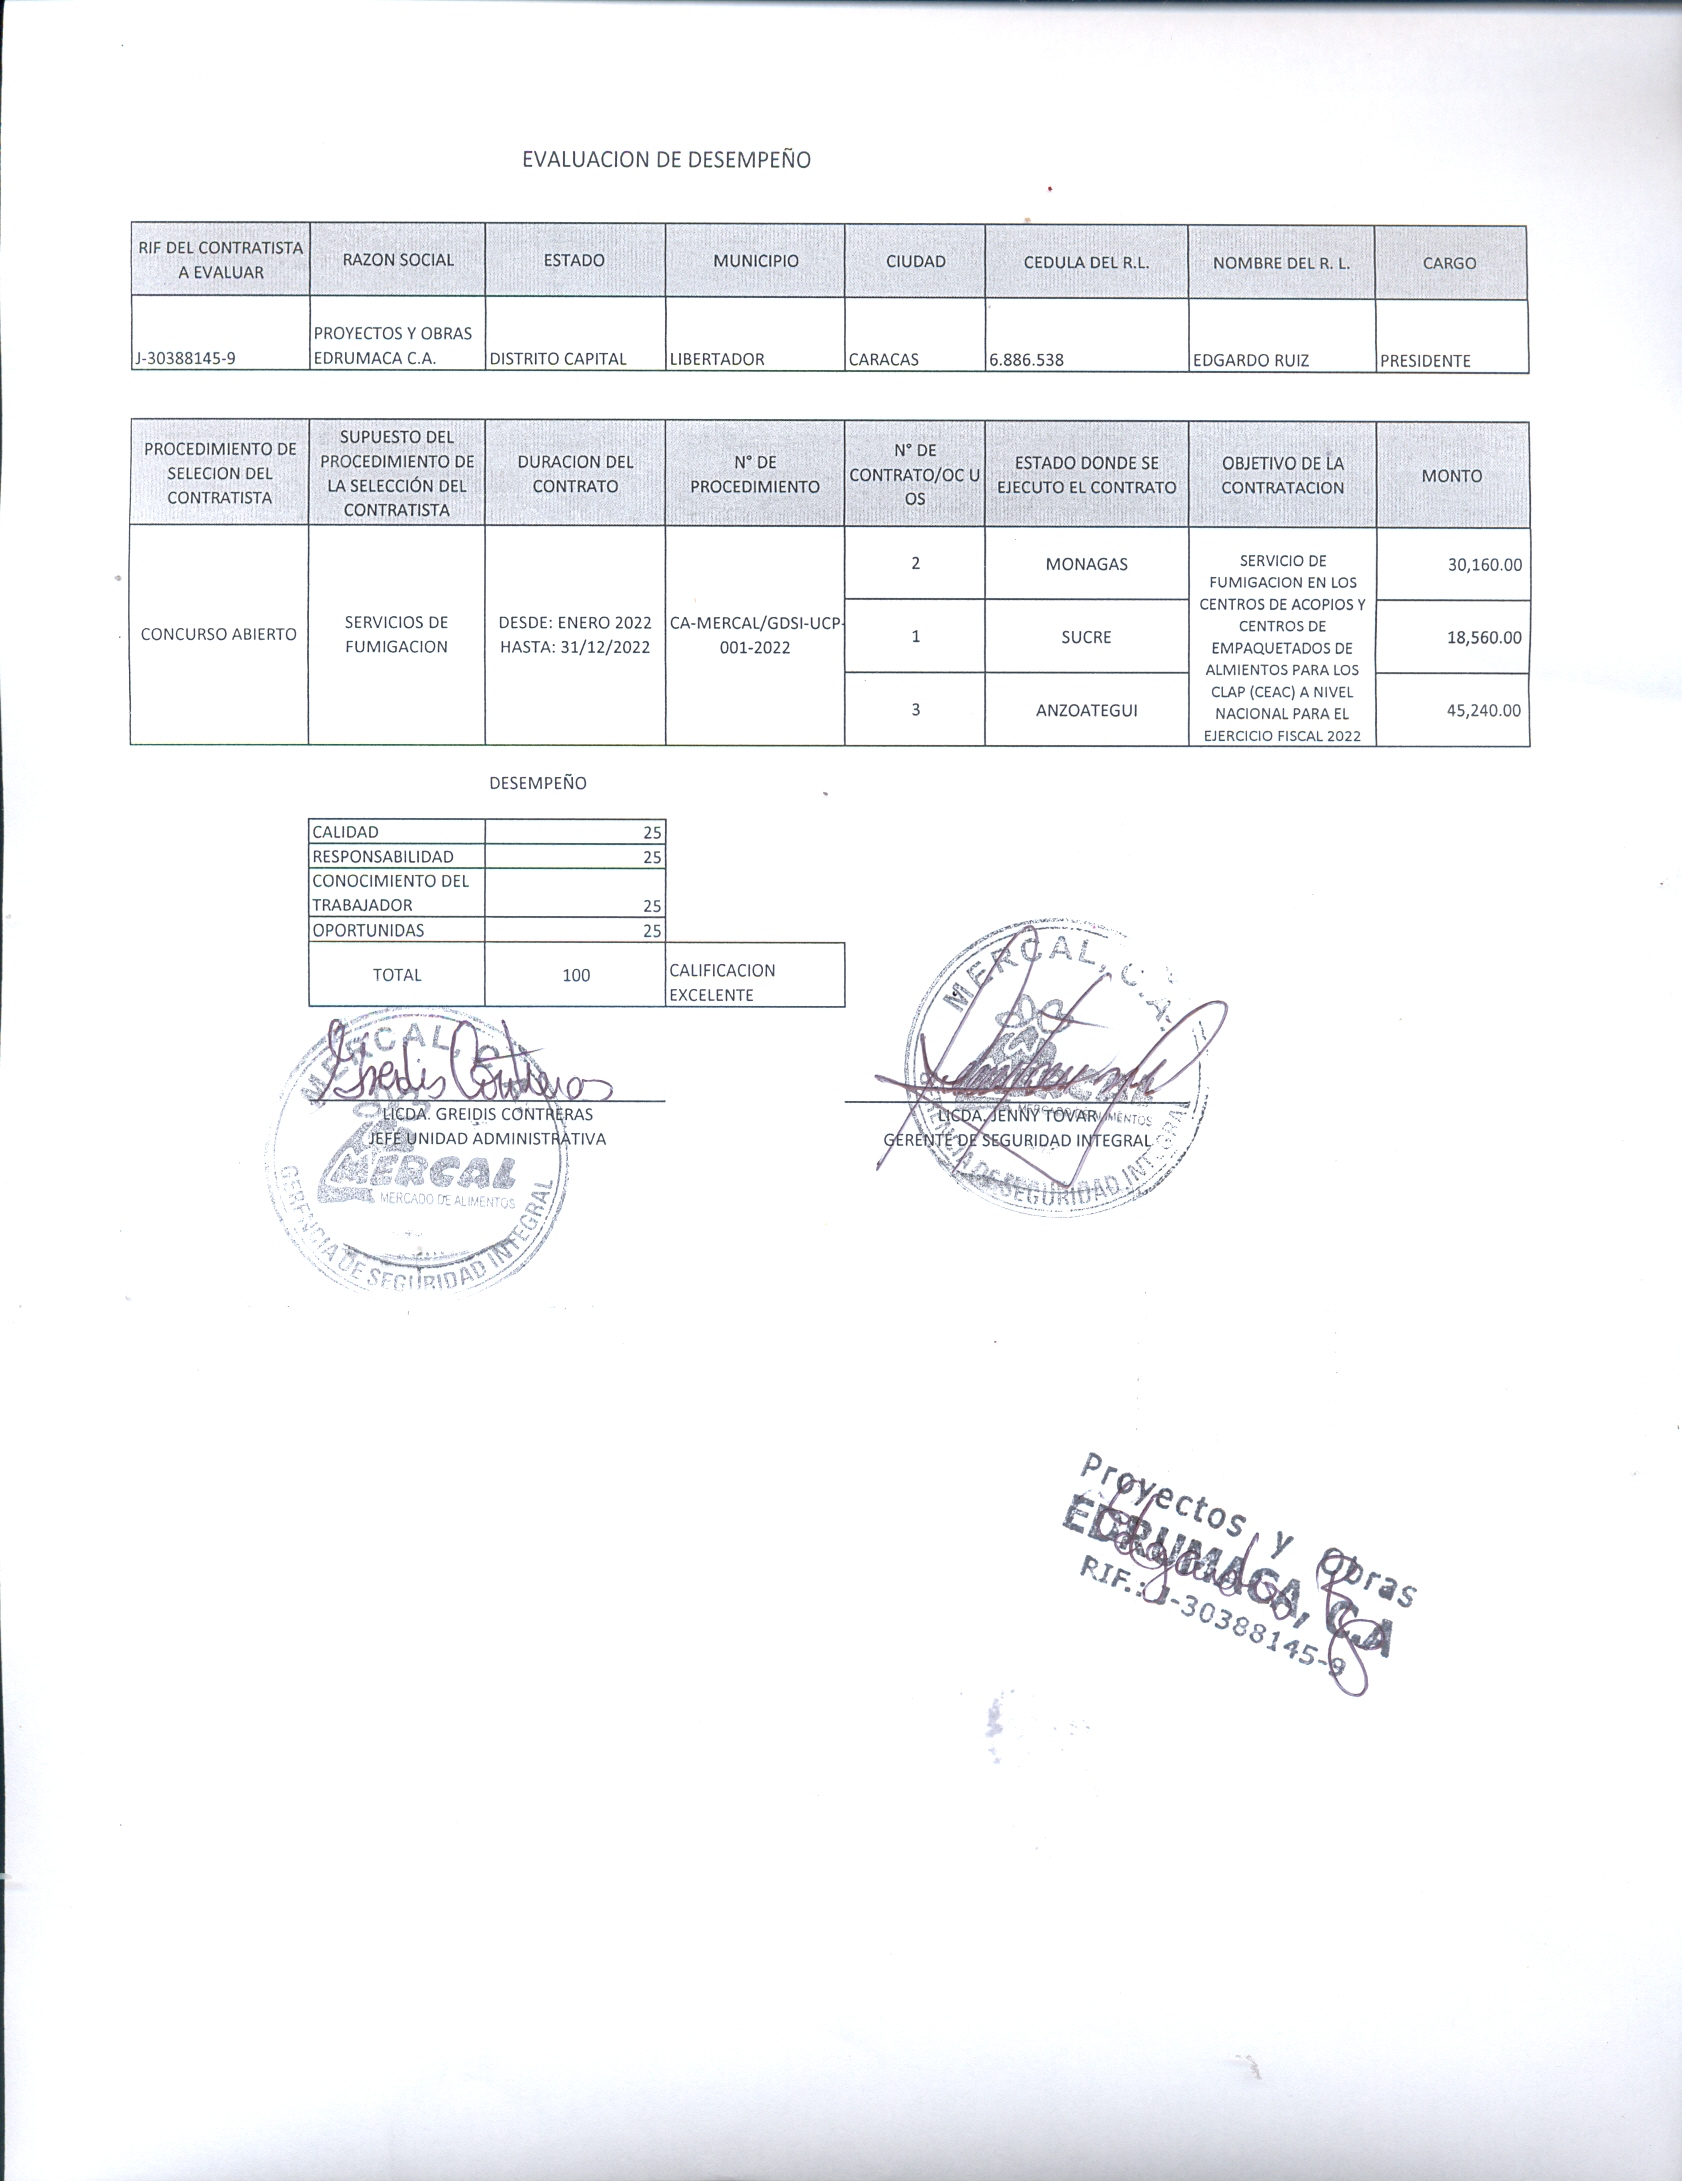 EVALUACION DE DESEMPEÑO
RIF DEL CONTRATISTA
A EVALUAR
RAZON SOCIAL
ESTADO
MUNICIPIO
CIUDAD
CEDULA DEL R.L.
NOMBRE DEL R. L.
CARGO
J-30388145-9
PROYECTOS Y OBRAS
EDRUMACA C.A.
DISTRITO CAPITAL
LIBERTADOR
CARACAS
6.886.538
EDGARDO RUIZ
PRESIDENTE
PROCEDIMIENTO DE
SELECION DEL
CONTRATISTA
SUPUESTO DEL
PROCEDIMIENTO DE
LA SELECCIÓN DEL
CONTRATISTA
DURACION DEL
CONTRATO
N° DE
PROCEDIMIENTO
N° DE
CONTRATO/OC U
OS
ESTADO DONDE SE
EJECUTO EL CONTRATO
OBJETIVO DE LA
CONTRATACION
MONTO
CONCURSO ABIERTO
SERVICIOS DE
FUMIGACION
DESDE: ENERO 2022
HASTA: 31/12/2022
CA-MERCAL/GDSI-UCP-
001-2022
2
MONAGAS
SERVICIO DE
FUMIGACION EN LOS
CENTROS DE ACOPIOS Y
CENTROS DE
EMPAQUETADOS DE
ALMIENTOS PARA LOS
CLAP (CEAC) A NIVEL
NACIONAL PARA EL
EJERCICIO FISCAL 2022
30,160.00
1
SUCRE
18,560.00
3
ANZOATEGUI
45,240.00
DESEMPEÑO
CALIDAD 25
RESPONSABILIDAD 25
CONOCIMIENTO DEL
TRABAJADOR 25
OPORTUNIDAS 25
TOTAL 100
CALIFICACION
EXCELENTE
MERCAL, C.A.
Greidis Contreras
LICDA. GREIDIS CONTRERAS
JEFE UNIDAD ADMINISTRATIVA
MERCAL
MERCADO DE ALIMENTOS
GERENCIA DE SEGURIDAD INTEGRAL
MERCAL, C.A.
LICDA. JENNY TOVAR
GERENTE DE SEGURIDAD INTEGRAL
GERENCIA DE SEGURIDAD INTEGRAL
Proyectos y Obras
EDRUMACA, C.A
RIF.: J-30388145-9